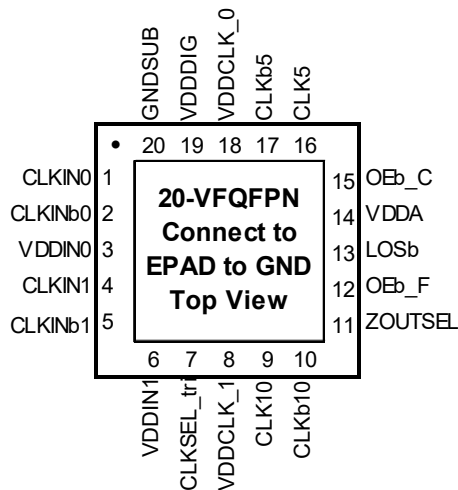 GNDSUB
VDDDIG
VDDCLK_0
CLKb5
CLK5
20 19 18 17 16
CLKIN0 1
CLKINb0 2
VDDIN0 3
CLKIN1 4
CLKINb1 5
20-VFQFPN
Connect to
EPAD to GND
Top View
15 OEb_C
14 VDDA
13 LOSb
12 OEb_F
11 ZOUTSEL
6 7 8 9 10
VDDIN1
CLKSEL_tri
VDDCLK_1
CLK10
CLKb10